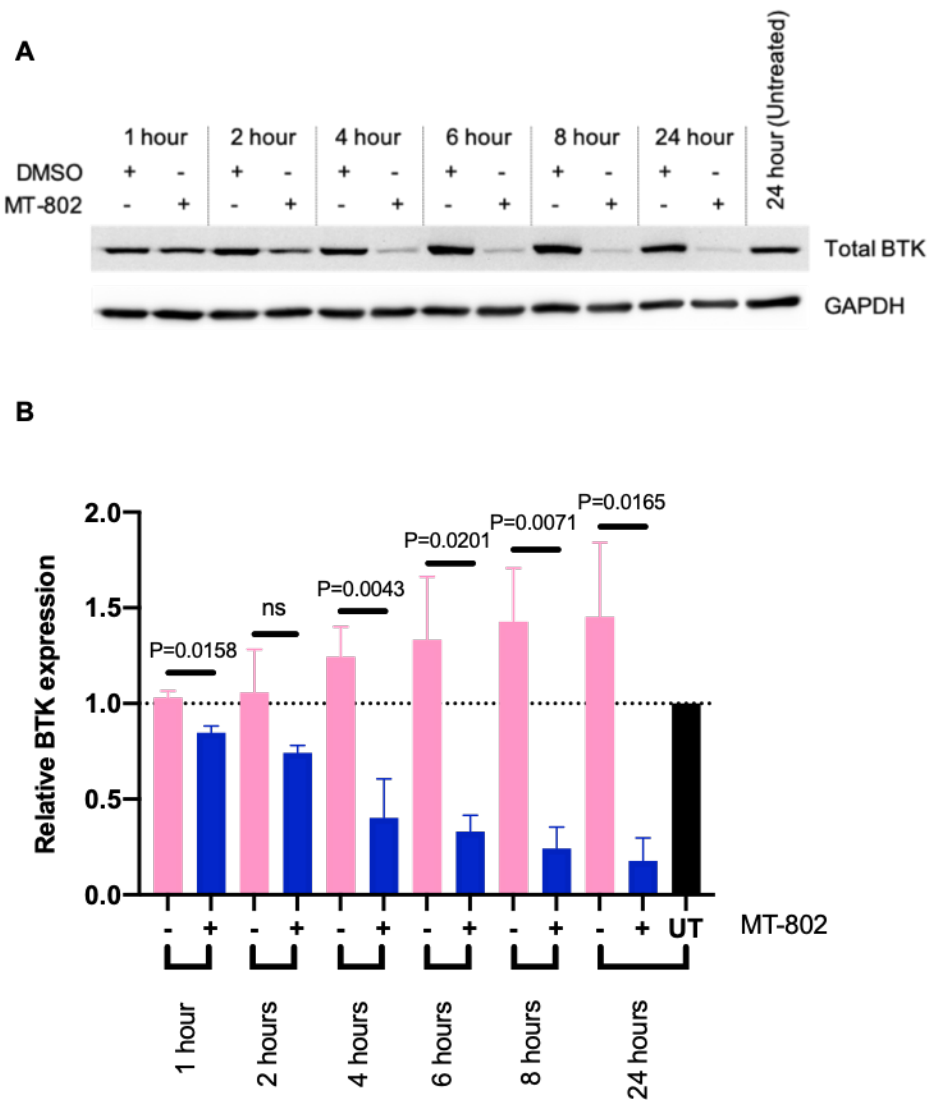 A
24 hour (Untreated)
1 hour 2 hour 4 hour 6 hour 8 hour 24 hour
DMSO + - + - + - + - + - + -
MT-802 - + - + - + - + - + - +
Total BTK
GAPDH
B
Relative BTK expression
2.0
1.5
1.0
0.5
0.0
P=0.0158
ns
P=0.0043
P=0.0201
P=0.0071
P=0.0165
- + - + - + - + - + - + UT MT-802
1 hour
2 hours
4 hours
6 hours
8 hours
24 hours